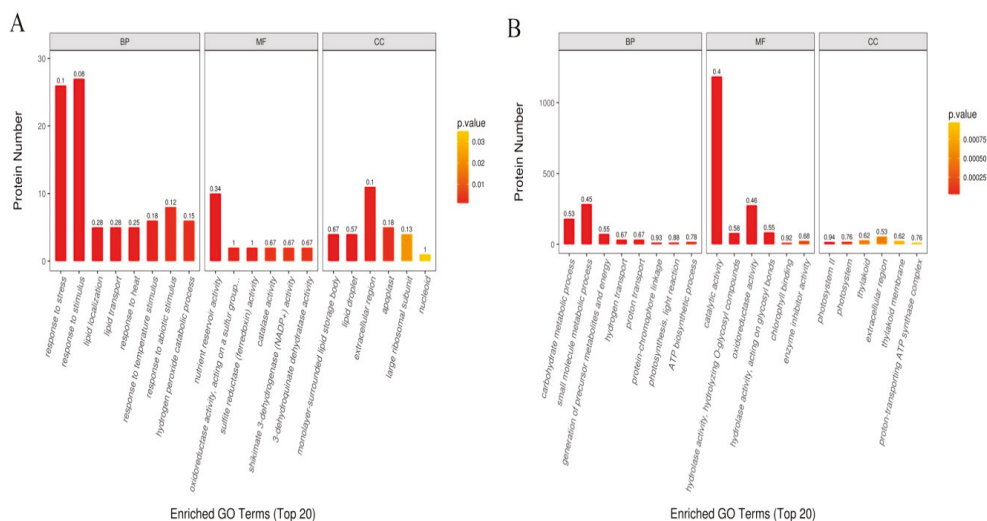 A
BP
MF
CC
30
20
10
0
Protein Number
0.1
0.08
0.28
0.28
0.25
0.18
0.12
0.15
0.34
1
1
0.67
0.67
0.67
0.67
0.57
0.1
0.18
0.13
1
response to stress
response to stimulus
lipid localization
lipid transport
response to heat
response to temperature stimulus
response to abiotic stimulus
hydrogen peroxide catabolic process
nutrient reservoir activity
oxidoreductase activity, acting on a sulfur group...
sulfite reductase (ferredoxin) activity
catalase activity
shikimate 3-dehydrogenase (NADP+) activity
3-dehydroquinate dehydratase activity
monolayer-surrounded lipid storage body
lipid droplet
extracellular region
apoplast
large ribosomal subunit
nucleoid
Enriched GO Terms (Top 20)
p.value
0.03
0.02
0.01
B
BP
MF
CC
1000
500
0
Protein Number
0.53
0.45
0.55
0.67
0.67
0.93
0.88
0.78
0.4
0.58
0.46
0.55
0.92
0.68
0.94
0.76
0.62
0.53
0.62
0.76
carbohydrate metabolic process
small molecule metabolic process
generation of precursor metabolites and energy
hydrogen transport
proton transport
protein-chromophore linkage
photosynthesis, light reaction
ATP biosynthetic process
catalytic activity
hydrolase activity, hydrolyzing O-glycosyl compounds
oxidoreductase activity
hydrolase activity, acting on glycosyl bonds
chlorophyll binding
enzyme inhibitor activity
photosystem II
photosystem
thylakoid
extracellular region
thylakoid membrane
proton-transporting ATP synthase complex
Enriched GO Terms (Top 20)
p.value
0.00075
0.00050
0.00025